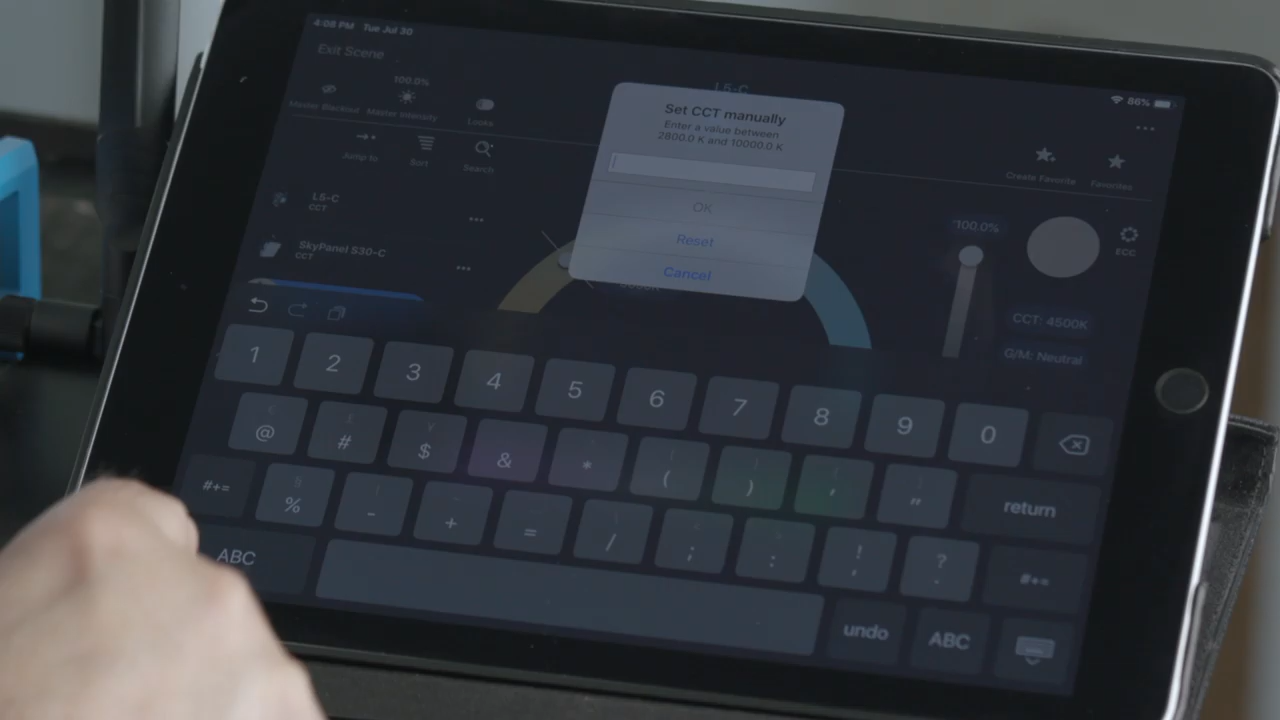 4:08 PM Tue Jul 30
86%
Exit Scene
L5-C
100.0%
Master Blackout Master Intensity Looks
Jump to Sort Search
Create Favorite Favorites
Set CCT manually
Enter a value between
2800.0 K and 10000.0 K
OK
Reset
Cancel
L5-C
CCT
SkyPanel S30-C
CCT
100.0%
ECC
CCT: 4500K
G/M: Neutral
1 2 3 4 5 6 7 8 9 0
@ # $ & * ( ) ' "
return
#+= % - + = / ; : ! ? #+=
ABC undo ABC